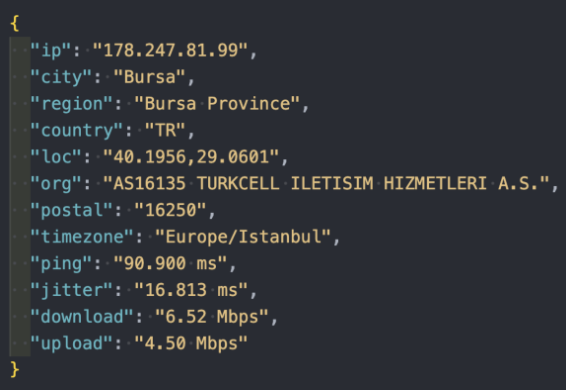 {
"ip": "178.247.81.99",
"city": "Bursa",
"region": "Bursa Province",
"country": "TR",
"loc": "40.1956,29.0601",
"org": "AS16135 TURKCELL ILETISIM HIZMETLERI A.S.",
"postal": "16250",
"timezone": "Europe/Istanbul",
"ping": "90.900 ms",
"jitter": "16.813 ms",
"download": "6.52 Mbps",
"upload": "4.50 Mbps"
}